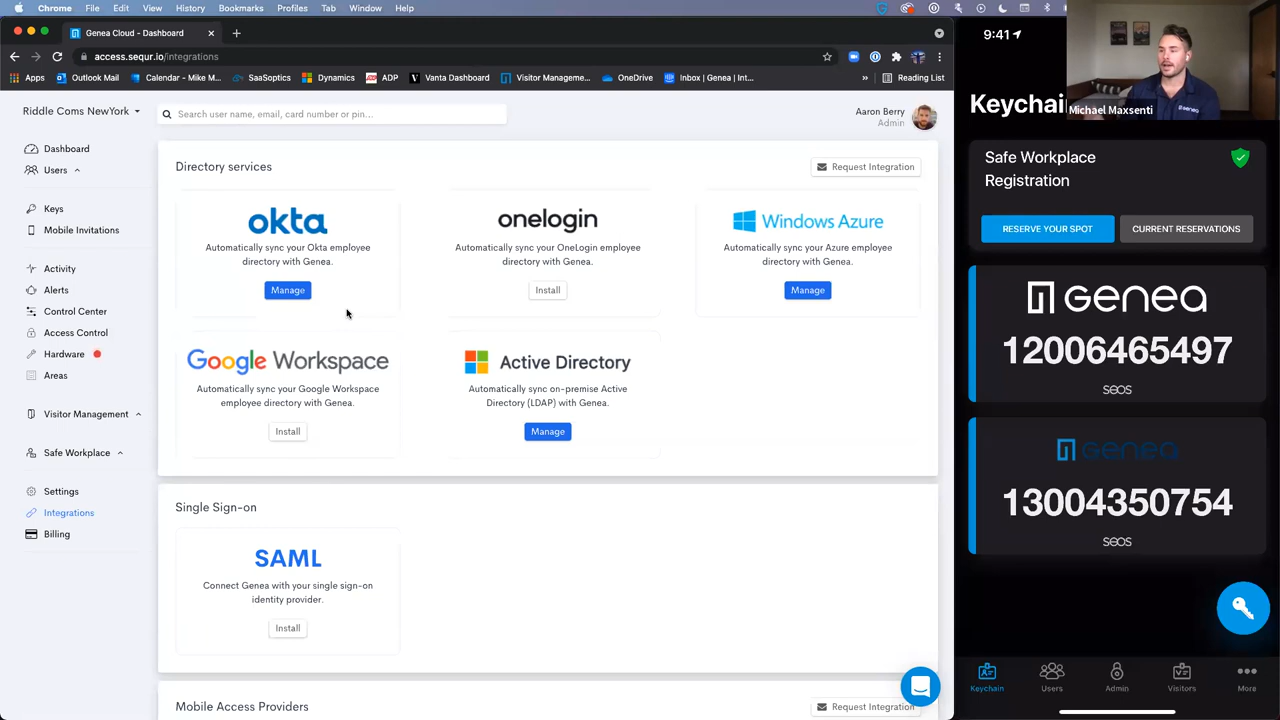 Chrome File Edit View History Bookmarks Profiles Tab Window Help
Genea Cloud - Dashboard
access.sequr.io/integrations
Apps Outlook Mail Calendar - Mike M... SaaSoptics Dynamics ADP Vanta Dashboard Visitor Manageme... OneDrive Inbox | Genea | Int... » Reading List
Riddle Coms NewYork
Search user name, email, card number or pin...
Aaron Berry
Admin
Dashboard
Users
Keys
Mobile Invitations
Activity
Alerts
Control Center
Access Control
Hardware
Areas
Visitor Management
Safe Workplace
Settings
Integrations
Billing
Directory services
Request Integration
okta
Automatically sync your Okta employee
directory with Genea.
Manage
onelogin
Automatically sync your OneLogin employee
directory with Genea.
Install
Windows Azure
Automatically sync your Azure employee
directory with Genea.
Manage
Google Workspace
Automatically sync your Google Workspace
employee directory with Genea.
Install
Active Directory
Automatically sync on-premise Active
Directory (LDAP) with Genea.
Manage
Single Sign-on
SAML
Connect Genea with your single sign-on
identity provider.
Install
Mobile Access Providers
Request Integration
9:41
Keychai
Michael Maxsenti
genea
Safe Workplace
Registration
RESERVE YOUR SPOT
CURRENT RESERVATIONS
genea
12006465497
seos
genea
13004350754
seos
Keychain
Users
Admin
Visitors
More